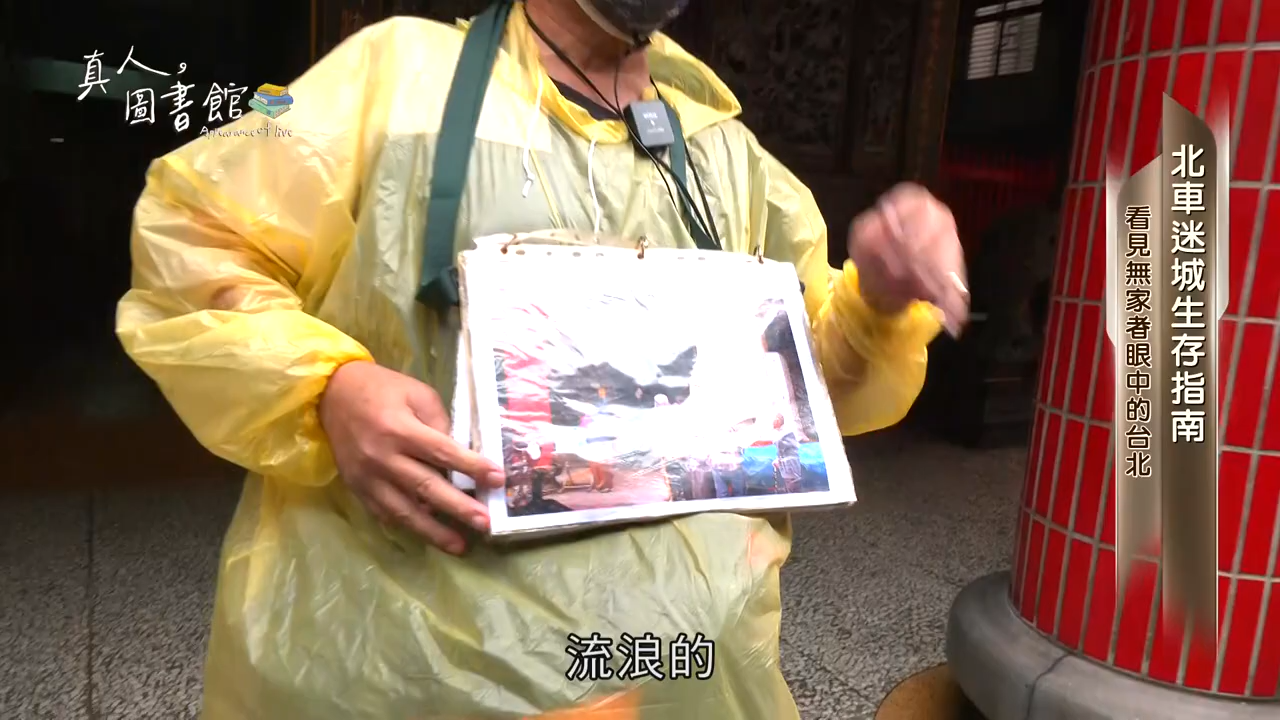 真人,
圖書館
北車迷城生存指南
看見無家者眼中的台北
流浪的